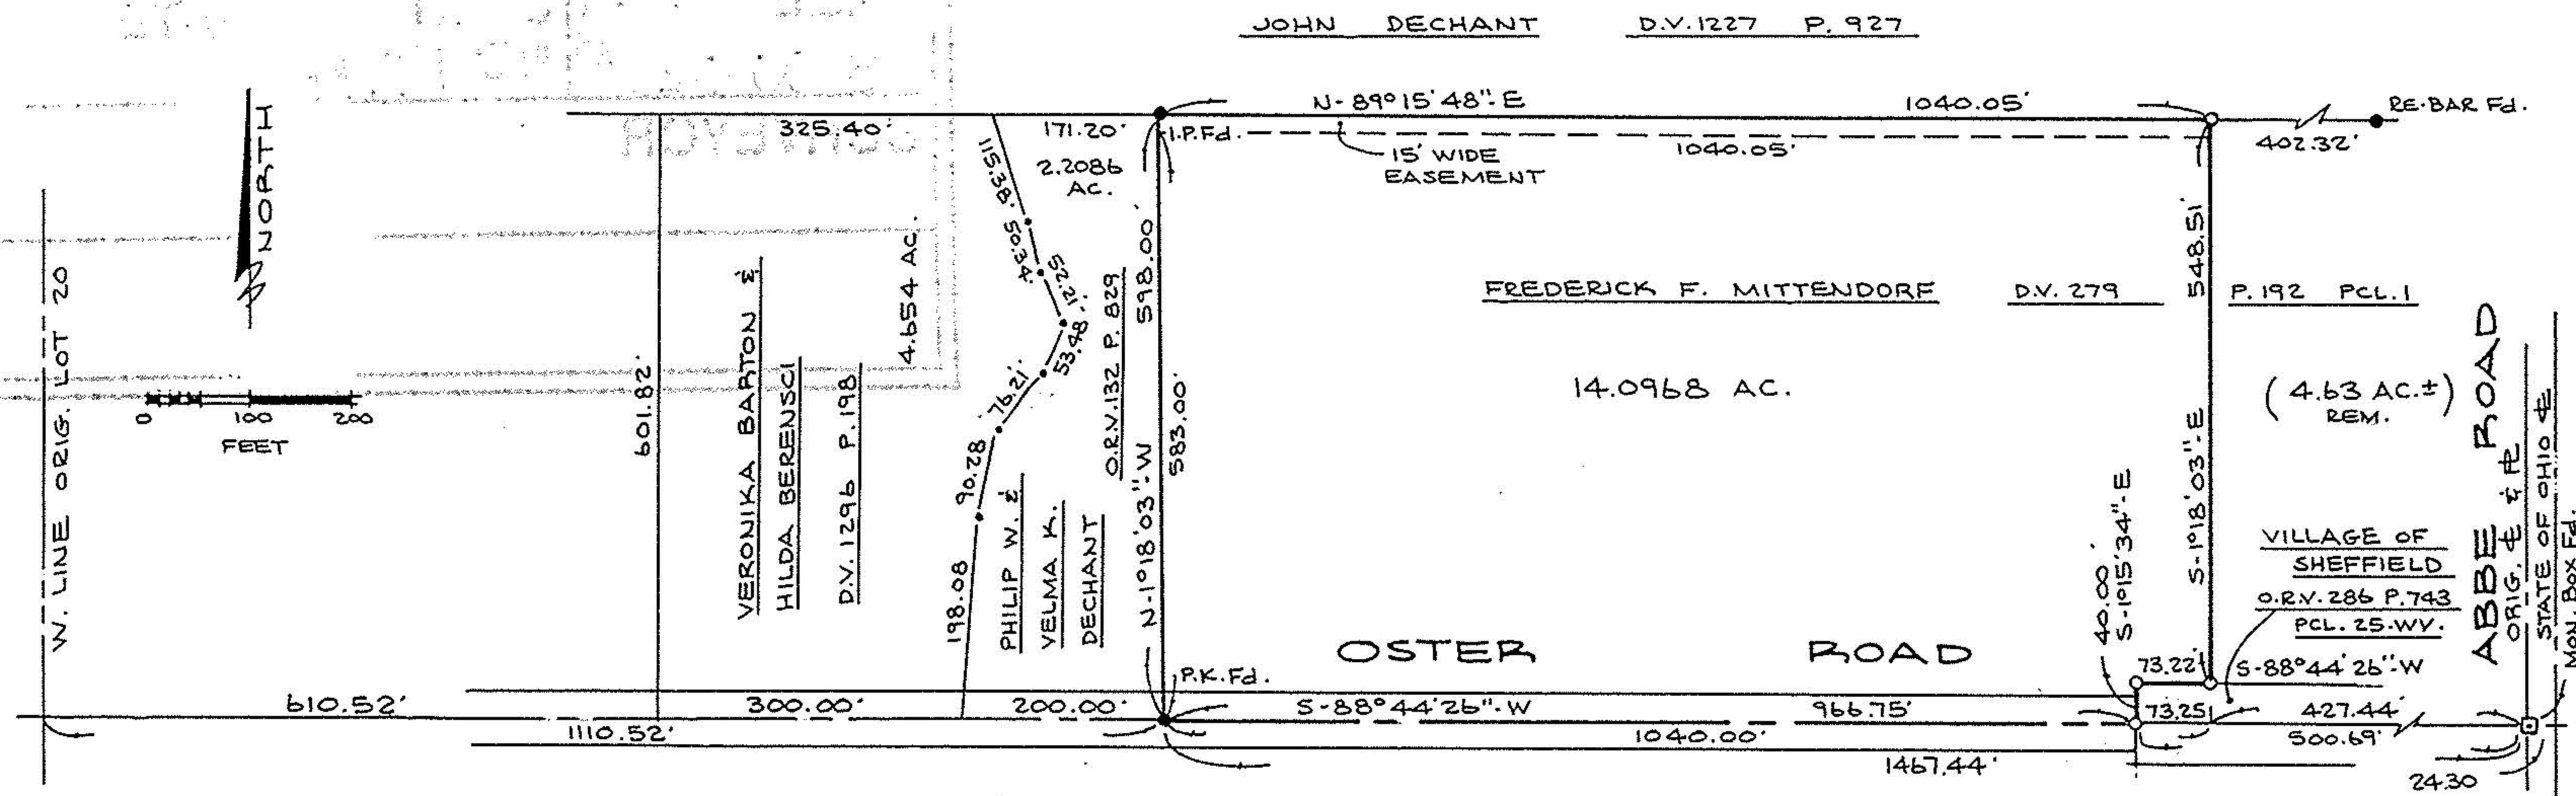 JOHN DECHANT D.V.1227 P. 927
N-89°15'48"-E 1040.05' RE-BAR Fd.
325.40' 171.20' I.P.Fd. 402.32'
1040.05'
15' WIDE
EASEMENT
2.2086
AC.
NORTH
115.38'
50.34'
52.21'
53.48'
76.21'
90.28
198.08
W. LINE ORIG. LOT 20
0 100 200
FEET
601.82'
VERONIKA BARTON &
HILDA BERENSCI
D.V. 1296 P.198
4.654 AC.
PHILIP W. &
VELMA K.
DECHANT
O.R.V.132 P. 829
N-1°18'03"-W 598.00'
583.00'
FREDERICK F. MITTENDORF D.V. 279 P.192 PCL.1
14.0968 AC.
S-1°18'03"-E 548.51'
(4.63 AC.±)
REM.
40.00'
S-1°15'34"-E
VILLAGE OF
SHEFFIELD
O.R.V. 286 P.743
PCL. 25-WV.
ABBE ROAD
ORIG. ℄ & ℞
STATE OF OHIO ℄
MON. BOX Fd.
OSTER ROAD
P.K.Fd.
73.22' S-88°44'26"-W
610.52' 300.00' 200.00' S-88°44'26"-W 966.75' 73.25' 427.44'
1110.52' 1040.00' 500.69'
1467.44'
24.30